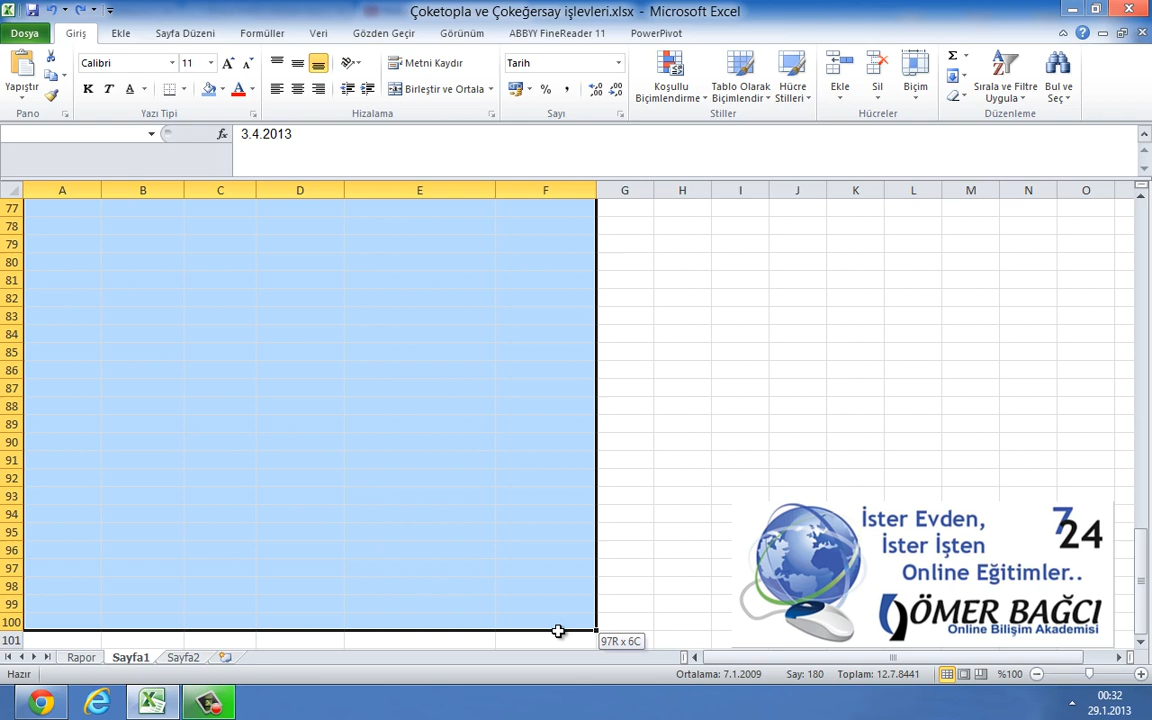 Çoketopla ve Çokeğersay işlevleri.xlsx - Microsoft Excel
Dosya Giriş Ekle Sayfa Düzeni Formüller Veri Gözden Geçir Görünüm ABBYY FineReader 11 PowerPivot
Yapıştır
Pano
Calibri 11
K T A A
Yazı Tipi
Metni Kaydır
Birleştir ve Ortala
Hizalama
Tarih
%
Sayı
Koşullu Biçimlendirme
Tablo Olarak Biçimlendir
Hücre Stilleri
Stiller
Ekle Sil Biçim
Hücreler
Σ
Sırala ve Filtre Uygula
Bul ve Seç
Düzenleme
fx 3.4.2013
A B C D E F G H I J K L M N O
77
78
79
80
81
82
83
84
85
86
87
88
89
90
91
92
93
94
95
96
97
98
99
100
101
97R x 6C
İster Evden,
İster İşten
Online Eğitimler..
7 24
ÖMER BAĞCI
Online Bilişim Akademisi
Rapor Sayfa1 Sayfa2
Hazır Ortalama: 7.1.2009 Say: 180 Toplam: 12.7.8441 %100
00:32
29.1.2013